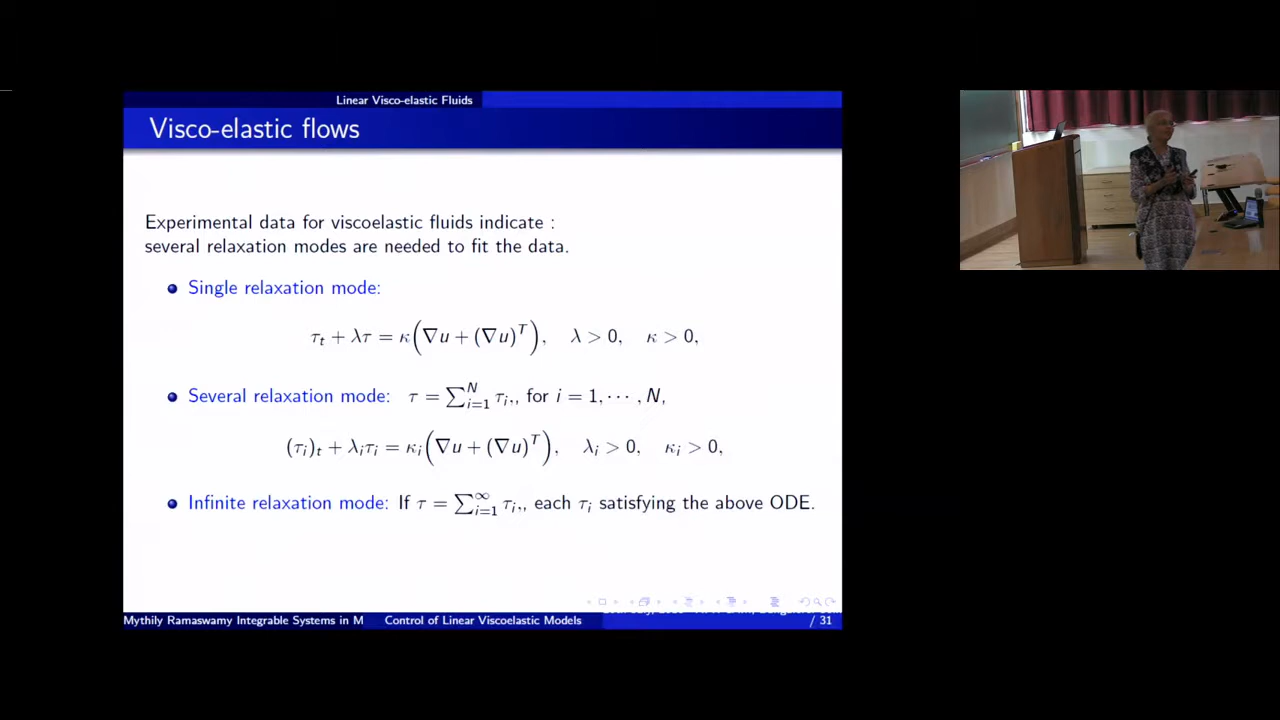 Linear Visco-elastic Fluids
Visco-elastic flows
Experimental data for viscoelastic fluids indicate :
several relaxation modes are needed to fit the data.
Single relaxation mode:
τ_t + λτ = κ(∇u + (∇u)^T), λ > 0, κ > 0,
Several relaxation mode: τ = ∑_{i=1}^N τ_i,, for i = 1, ⋯ , N,
(τ_i)_t + λ_iτ_i = κ_i(∇u + (∇u)^T), λ_i > 0, κ_i > 0,
Infinite relaxation mode: If τ = ∑_{i=1}^∞ τ_i,, each τ_i satisfying the above ODE.
Mythily Ramaswamy Integrable Systems in M Control of Linear Viscoelastic Models / 31